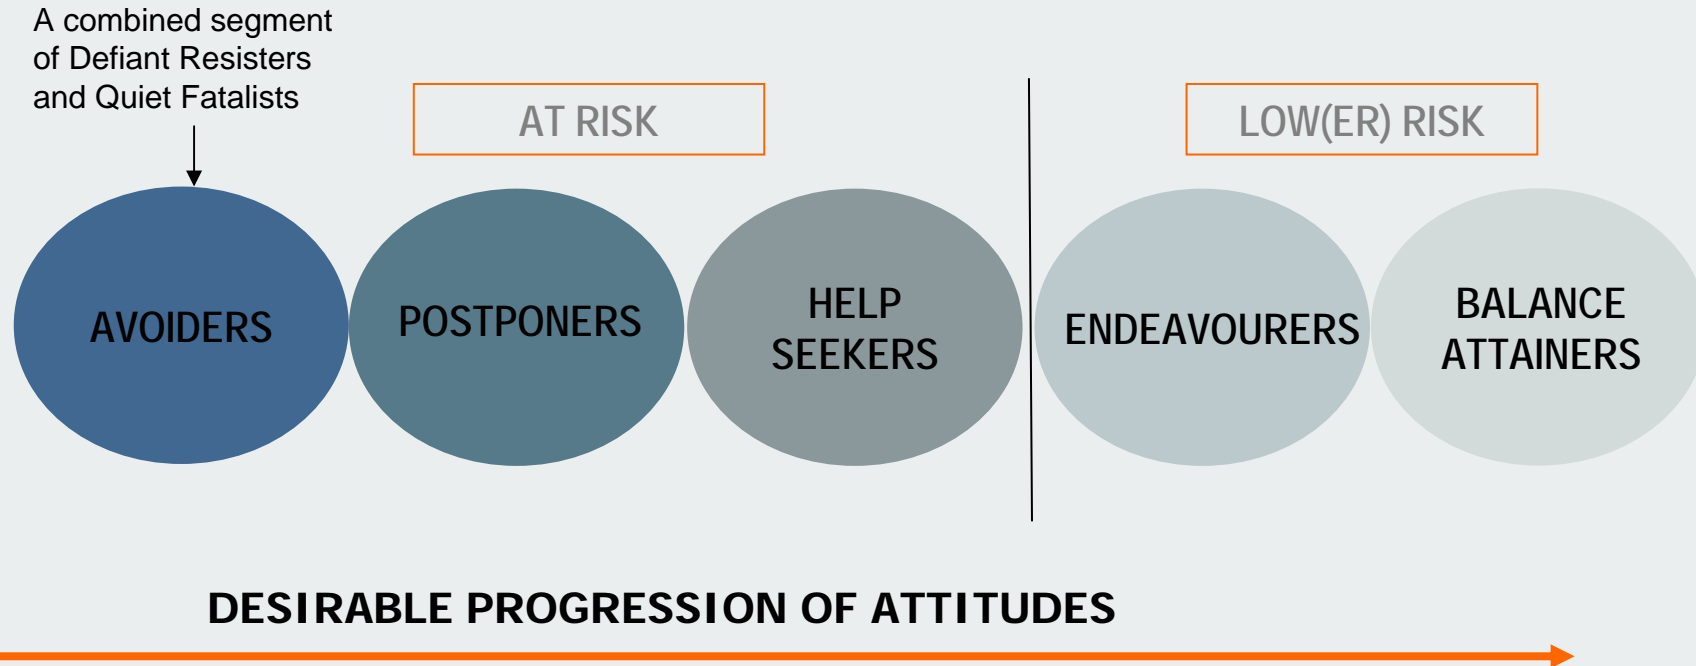 A combined segment
of Defiant Resisters
and Quiet Fatalists
AT RISK
LOW(ER) RISK
AVOIDERS
POSTPONERS
HELP
SEEKERS
ENDEAVOURERS
BALANCE
ATTAINERS
DESIRABLE PROGRESSION OF ATTITUDES